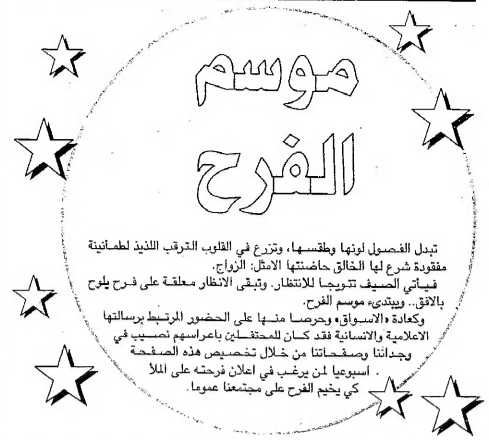 موسم
الفرح
تبدل الفصول لونها وطقسها، وتزرع في القلوب الترقب اللذيذ لطمأنينة
مفقودة شرع لها الخالق حاضنتها الامثل: الزواج.
فيأتي الصيف تتويجا للانتظار. وتبقى الانظار معلقة على فرح يلوح
بالافق.. ويبتدىء موسم الفرح.
وكعادة «الاسواق» وحرصا منها على الحضور المرتبط برسالتها
الاعلامية والانسانية فقد كان للمحتفلين باعراسهم نصيب في
وجداننا وصفحاتنا من خلال تخصيص هذه الصفحة
اسبوعيا لمن يرغب في اعلان فرحته على الملأ
كي يخيم الفرح على مجتمعنا عموما.